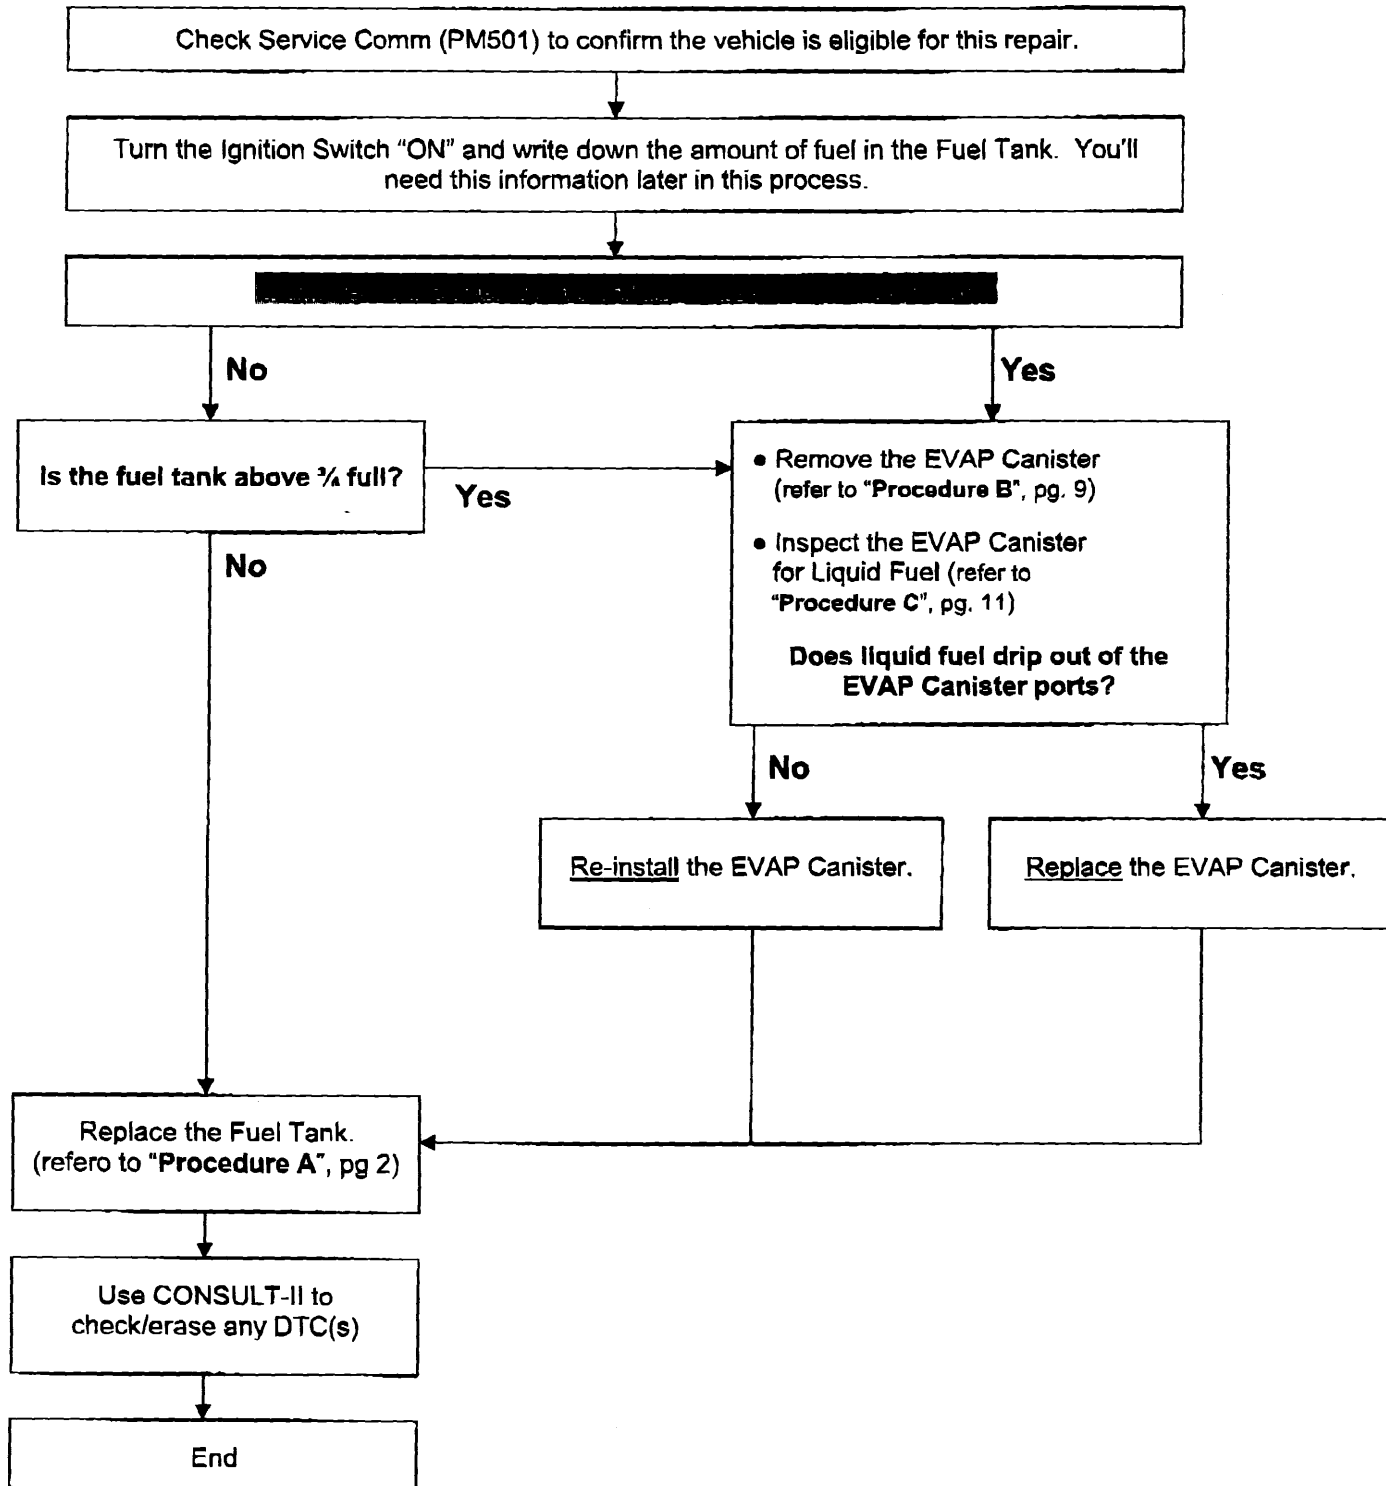 Check Service Comm (PM501) to confirm the vehicle is eligible for this repair.
Turn the Ignition Switch “ON” and write down the amount of fuel in the Fuel Tank. You'll
need this information later in this process.
No
Yes
Is the fuel tank above ¾ full?
Yes
No
• Remove the EVAP Canister
(refer to “Procedure B”, pg. 9)
• Inspect the EVAP Canister
for Liquid Fuel (refer to
“Procedure C”, pg. 11)
Does liquid fuel drip out of the
EVAP Canister ports?
No
Yes
Re-install the EVAP Canister.
Replace the EVAP Canister.
Replace the Fuel Tank.
(refero to “Procedure A”, pg 2)
Use CONSULT-II to
check/erase any DTC(s)
End